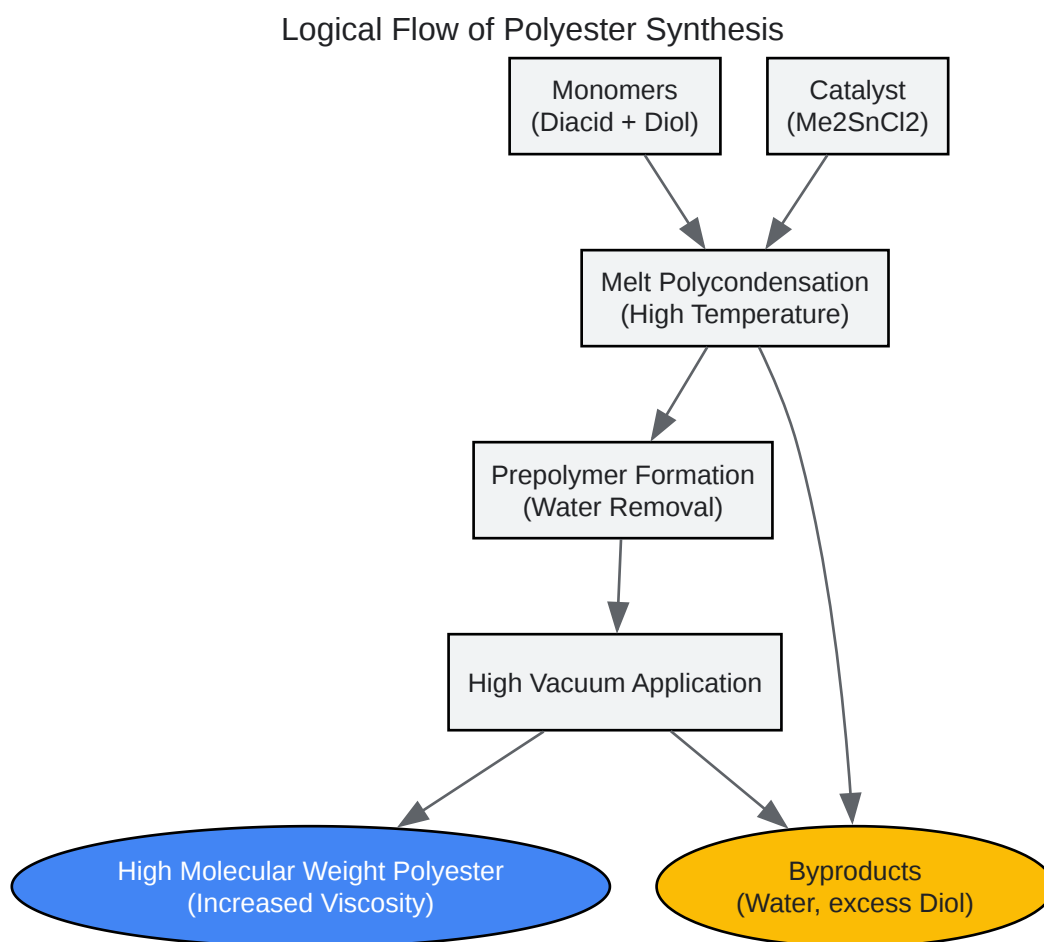 Logical Flow of Polyester Synthesis
Monomers
(Diacid + Diol)
Catalyst
(Me2SnCl2)
Melt Polycondensation
(High Temperature)
Prepolymer Formation
(Water Removal)
High Vacuum Application
High Molecular Weight Polyester
(Increased Viscosity)
Byproducts
(Water, excess Diol)